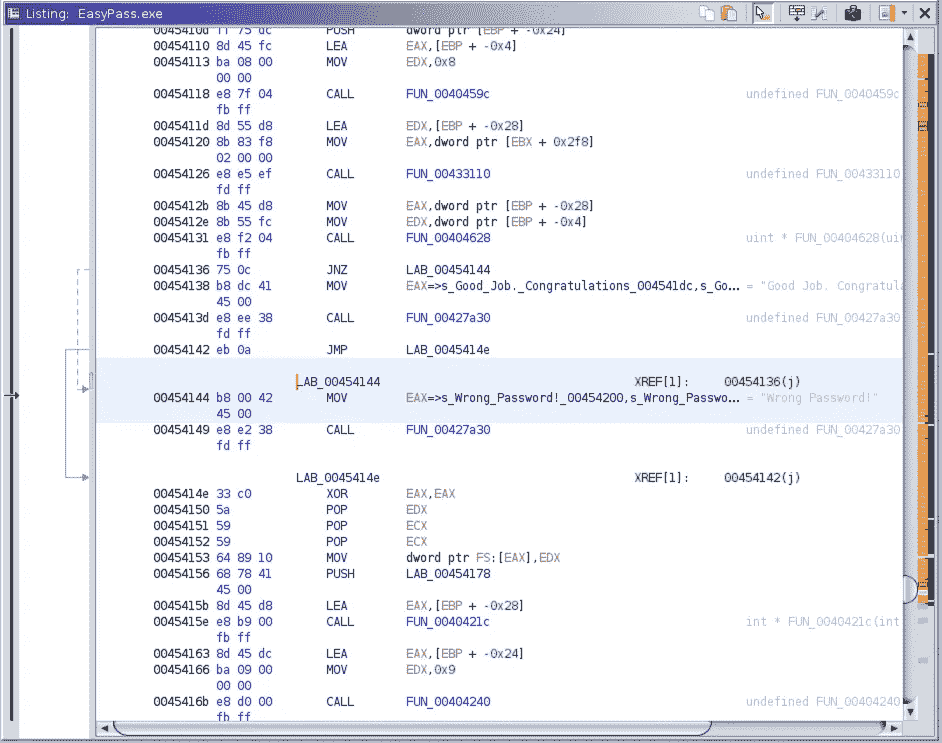 Listing: EasyPass.exe
0045410d ff 75 dc PUSH dword ptr [EBP + -0x24]
00454110 8d 45 fc LEA EAX,[EBP + -0x4]
00454113 ba 08 00 MOV EDX,0x8
00 00
00454118 e8 7f 04 CALL FUN_0040459c undefined FUN_0040459c
fb ff
0045411d 8d 55 d8 LEA EDX,[EBP + -0x28]
00454120 8b 83 f8 MOV EAX,dword ptr [EBX + 0x2f8]
02 00 00
00454126 e8 e5 ef CALL FUN_00433110 undefined FUN_00433110
fd ff
0045412b 8b 45 d8 MOV EAX,dword ptr [EBP + -0x28]
0045412e 8b 55 fc MOV EDX,dword ptr [EBP + -0x4]
00454131 e8 f2 04 CALL FUN_00404628 uint * FUN_00404628(ui
fb ff
00454136 75 0c JNZ LAB_00454144
00454138 b8 dc 41 MOV EAX=>s_Good_Job._Congratulations_004541dc,s_Go... = "Good Job. Congratul
45 00
0045413d e8 ee 38 CALL FUN_00427a30 undefined FUN_00427a30
fd ff
00454142 eb 0a JMP LAB_0045414e
LAB_00454144 XREF[1]: 00454136(j)
00454144 b8 00 42 MOV EAX=>s_Wrong_Password!_00454200,s_Wrong_Passwo... = "Wrong Password!"
45 00
00454149 e8 e2 38 CALL FUN_00427a30 undefined FUN_00427a30
fd ff
LAB_0045414e XREF[1]: 00454142(j)
0045414e 33 c0 XOR EAX,EAX
00454150 5a POP EDX
00454151 59 POP ECX
00454152 59 POP ECX
00454153 64 89 10 MOV dword ptr FS:[EAX],EDX
00454156 68 78 41 PUSH LAB_00454178
45 00
0045415b 8d 45 d8 LEA EAX,[EBP + -0x28]
0045415e e8 b9 00 CALL FUN_0040421c int * FUN_0040421c(int
fb ff
00454163 8d 45 dc LEA EAX,[EBP + -0x24]
00454166 ba 09 00 MOV EDX,0x9
00 00
0045416b e8 d0 00 CALL FUN_00404240 undefined FUN_00404240
fb ff